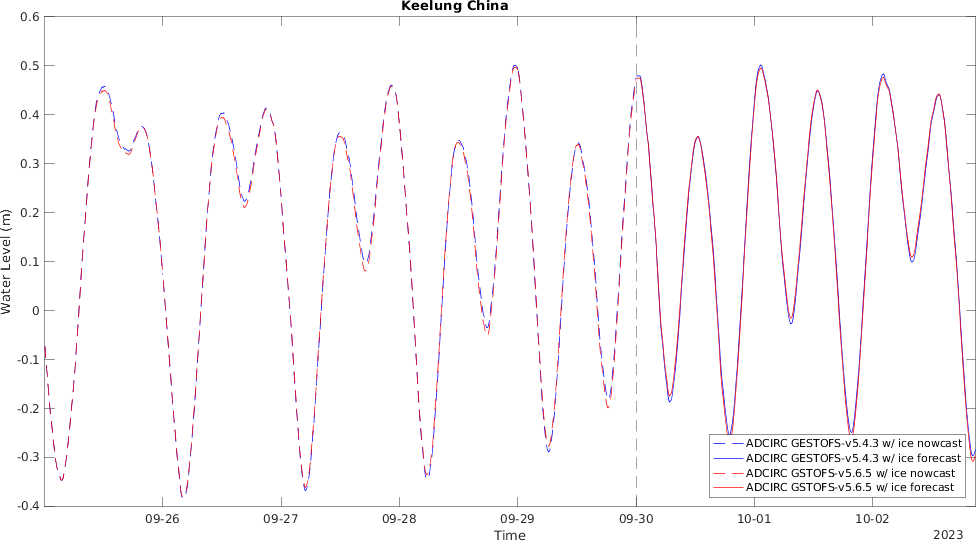 Keelung China
0.6
0.5
0.4
0.3
0.2
0.1
0
-0.1
-0.2
-0.3
-0.4
Water Level (m)
09-26 09-27 09-28 09-29 09-30 10-01 10-02
Time
2023
ADCIRC GESTOFS-v5.4.3 w/ ice nowcast
ADCIRC GESTOFS-v5.4.3 w/ ice forecast
ADCIRC GSTOFS-v5.6.5 w/ ice nowcast
ADCIRC GSTOFS-v5.6.5 w/ ice forecast